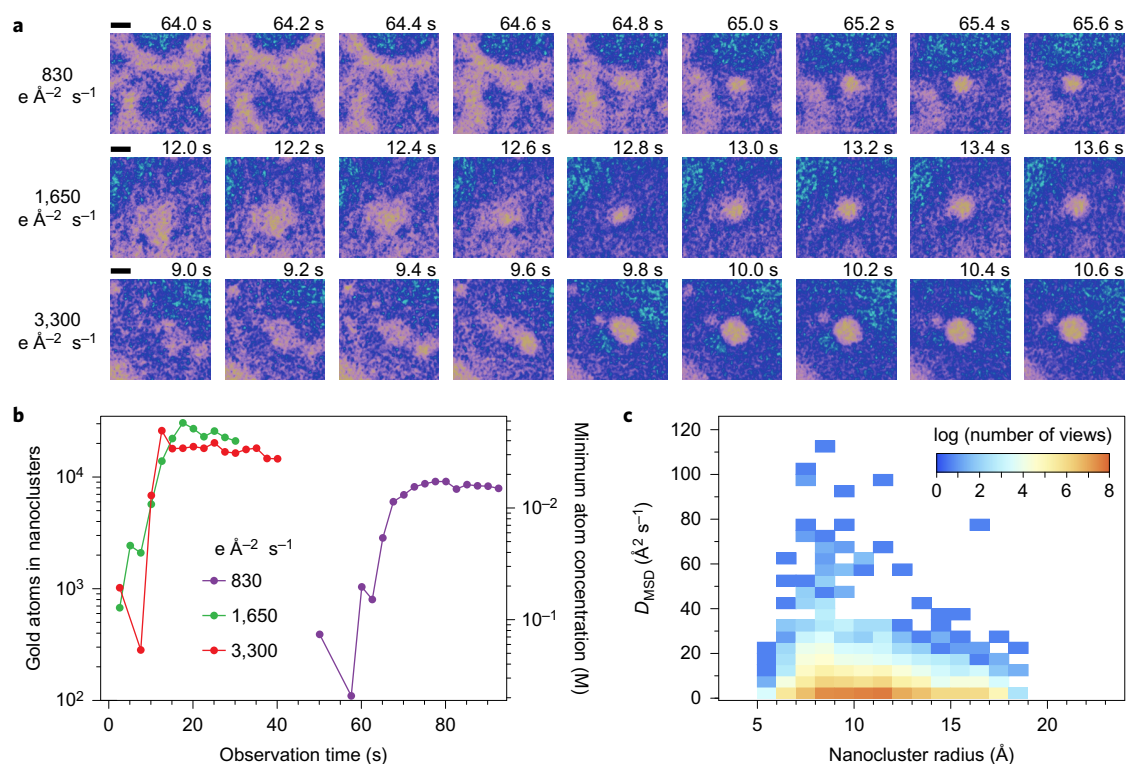 a
64.0 s 64.2 s 64.4 s 64.6 s 64.8 s 65.0 s 65.2 s 65.4 s 65.6 s
830
e Å⁻² s⁻¹
12.0 s 12.2 s 12.4 s 12.6 s 12.8 s 13.0 s 13.2 s 13.4 s 13.6 s
1,650
e Å⁻² s⁻¹
9.0 s 9.2 s 9.4 s 9.6 s 9.8 s 10.0 s 10.2 s 10.4 s 10.6 s
3,300
e Å⁻² s⁻¹
b
Gold atoms in nanoclusters
10⁴
10³
10²
e Å⁻² s⁻¹
830
1,650
3,300
10⁻²
10⁻¹
Minimum atom concentration (M)
0 20 40 60 80
Observation time (s)
c
D_MSD (Å² s⁻¹)
120
100
80
60
40
20
0
log (number of views)
0 2 4 6 8
5 10 15 20
Nanocluster radius (Å)